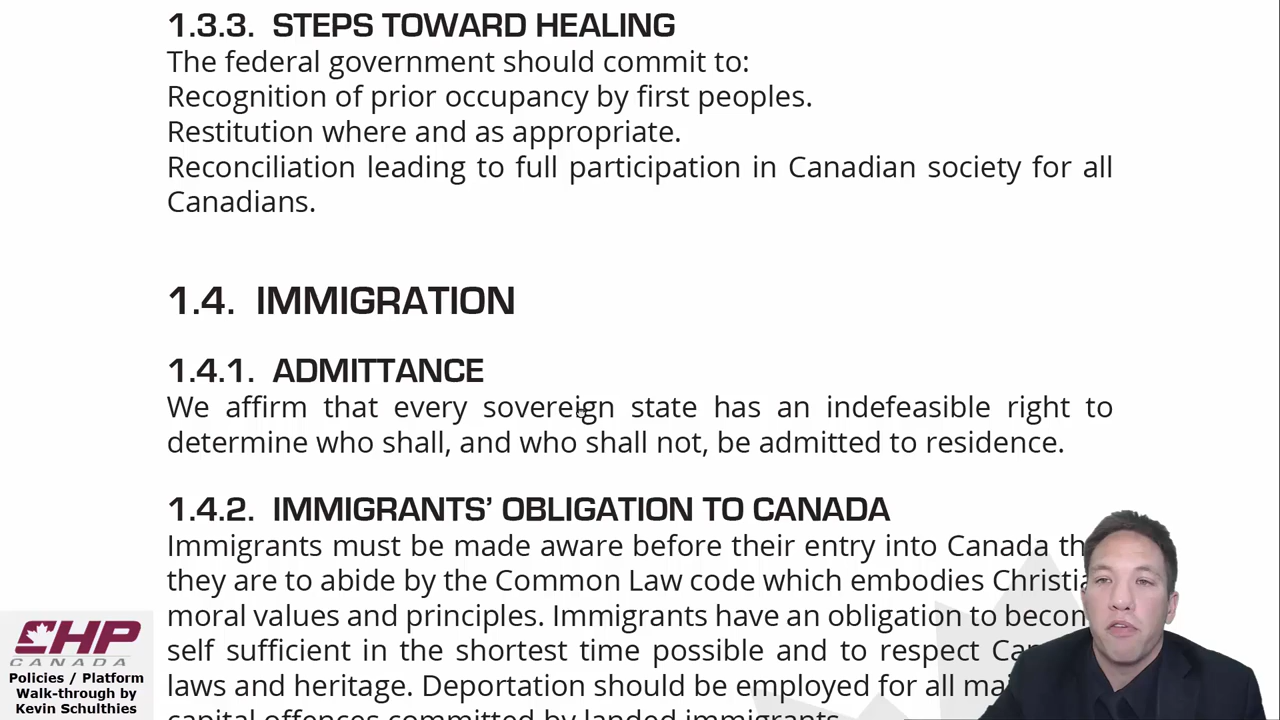 1.3.3. STEPS TOWARD HEALING
The federal government should commit to:
Recognition of prior occupancy by first peoples.
Restitution where and as appropriate.
Reconciliation leading to full participation in Canadian society for all
Canadians.
1.4. IMMIGRATION
1.4.1. ADMITTANCE
We affirm that every sovereign state has an indefeasible right to
determine who shall, and who shall not, be admitted to residence.
1.4.2. IMMIGRANTS’ OBLIGATION TO CANADA
Immigrants must be made aware before their entry into Canada
they are to abide by the Common Law code which embodies
moral values and principles. Immigrants have an obligation to
self sufficient in the shortest time possible and to respect
laws and heritage. Deportation should be employed for all
capital offences committed by landed immigrants.
CHP
CANADA
Policies / Platform
Walk-through by
Kevin Schulthies